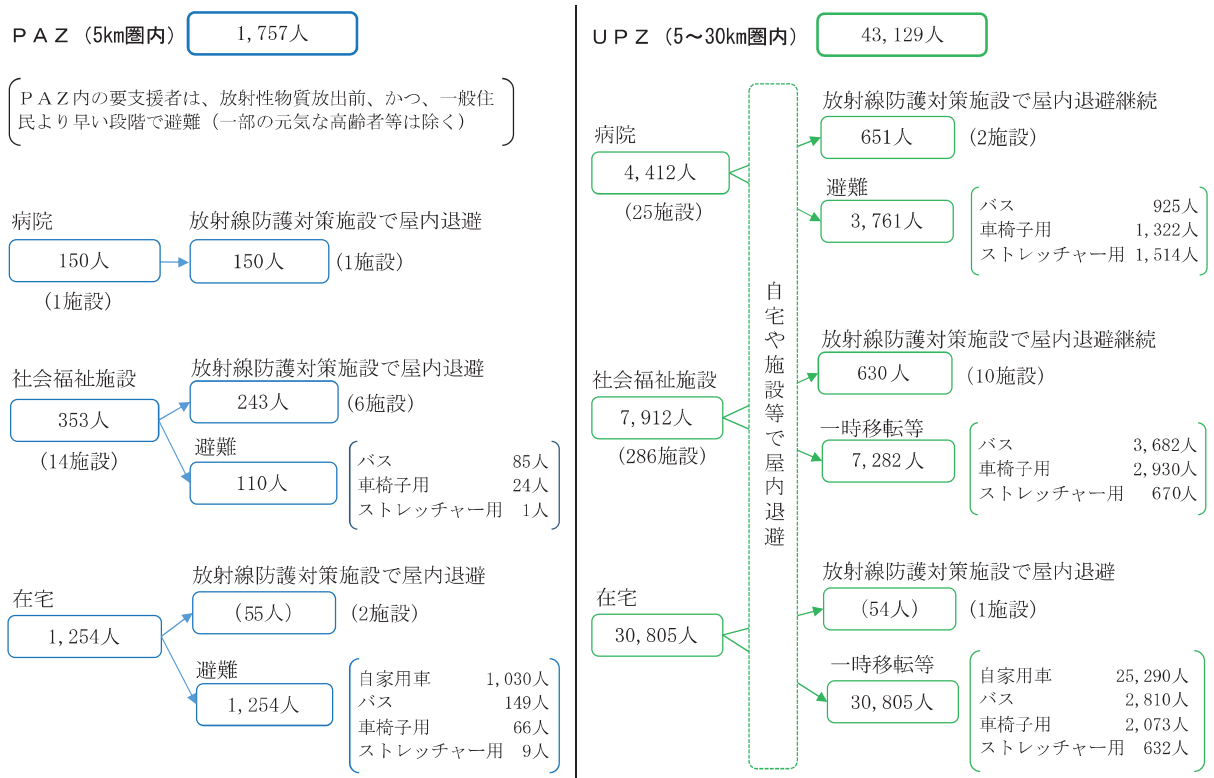 ＰＡＺ（5km圏内）
1,757人
ＰＡＺ内の要支援者は、放射性物質放出前、かつ、一般住
民より早い段階で避難（一部の元気な高齢者等は除く）
病院
150人
（1施設）
放射線防護対策施設で屋内退避
150人
（1施設）
社会福祉施設
353人
（14施設）
放射線防護対策施設で屋内退避
243人
（6施設）
避難
110人
バス 85人
車椅子用 24人
ストレッチャー用 1人
在宅
1,254人
放射線防護対策施設で屋内退避
（55人）
（2施設）
避難
1,254人
自家用車 1,030人
バス 149人
車椅子用 66人
ストレッチャー用 9人
ＵＰＺ（5～30km圏内）
43,129人
病院
4,412人
（25施設）
自宅や施設等で屋内退避
放射線防護対策施設で屋内退避継続
651人
（2施設）
避難
3,761人
バス 925人
車椅子用 1,322人
ストレッチャー用 1,514人
社会福祉施設
7,912人
（286施設）
放射線防護対策施設で屋内退避継続
630人
（10施設）
一時移転等
7,282人
バス 3,682人
車椅子用 2,930人
ストレッチャー用 670人
在宅
30,805人
放射線防護対策施設で屋内退避
（54人）
（1施設）
一時移転等
30,805人
自家用車 25,290人
バス 2,810人
車椅子用 2,073人
ストレッチャー用 632人